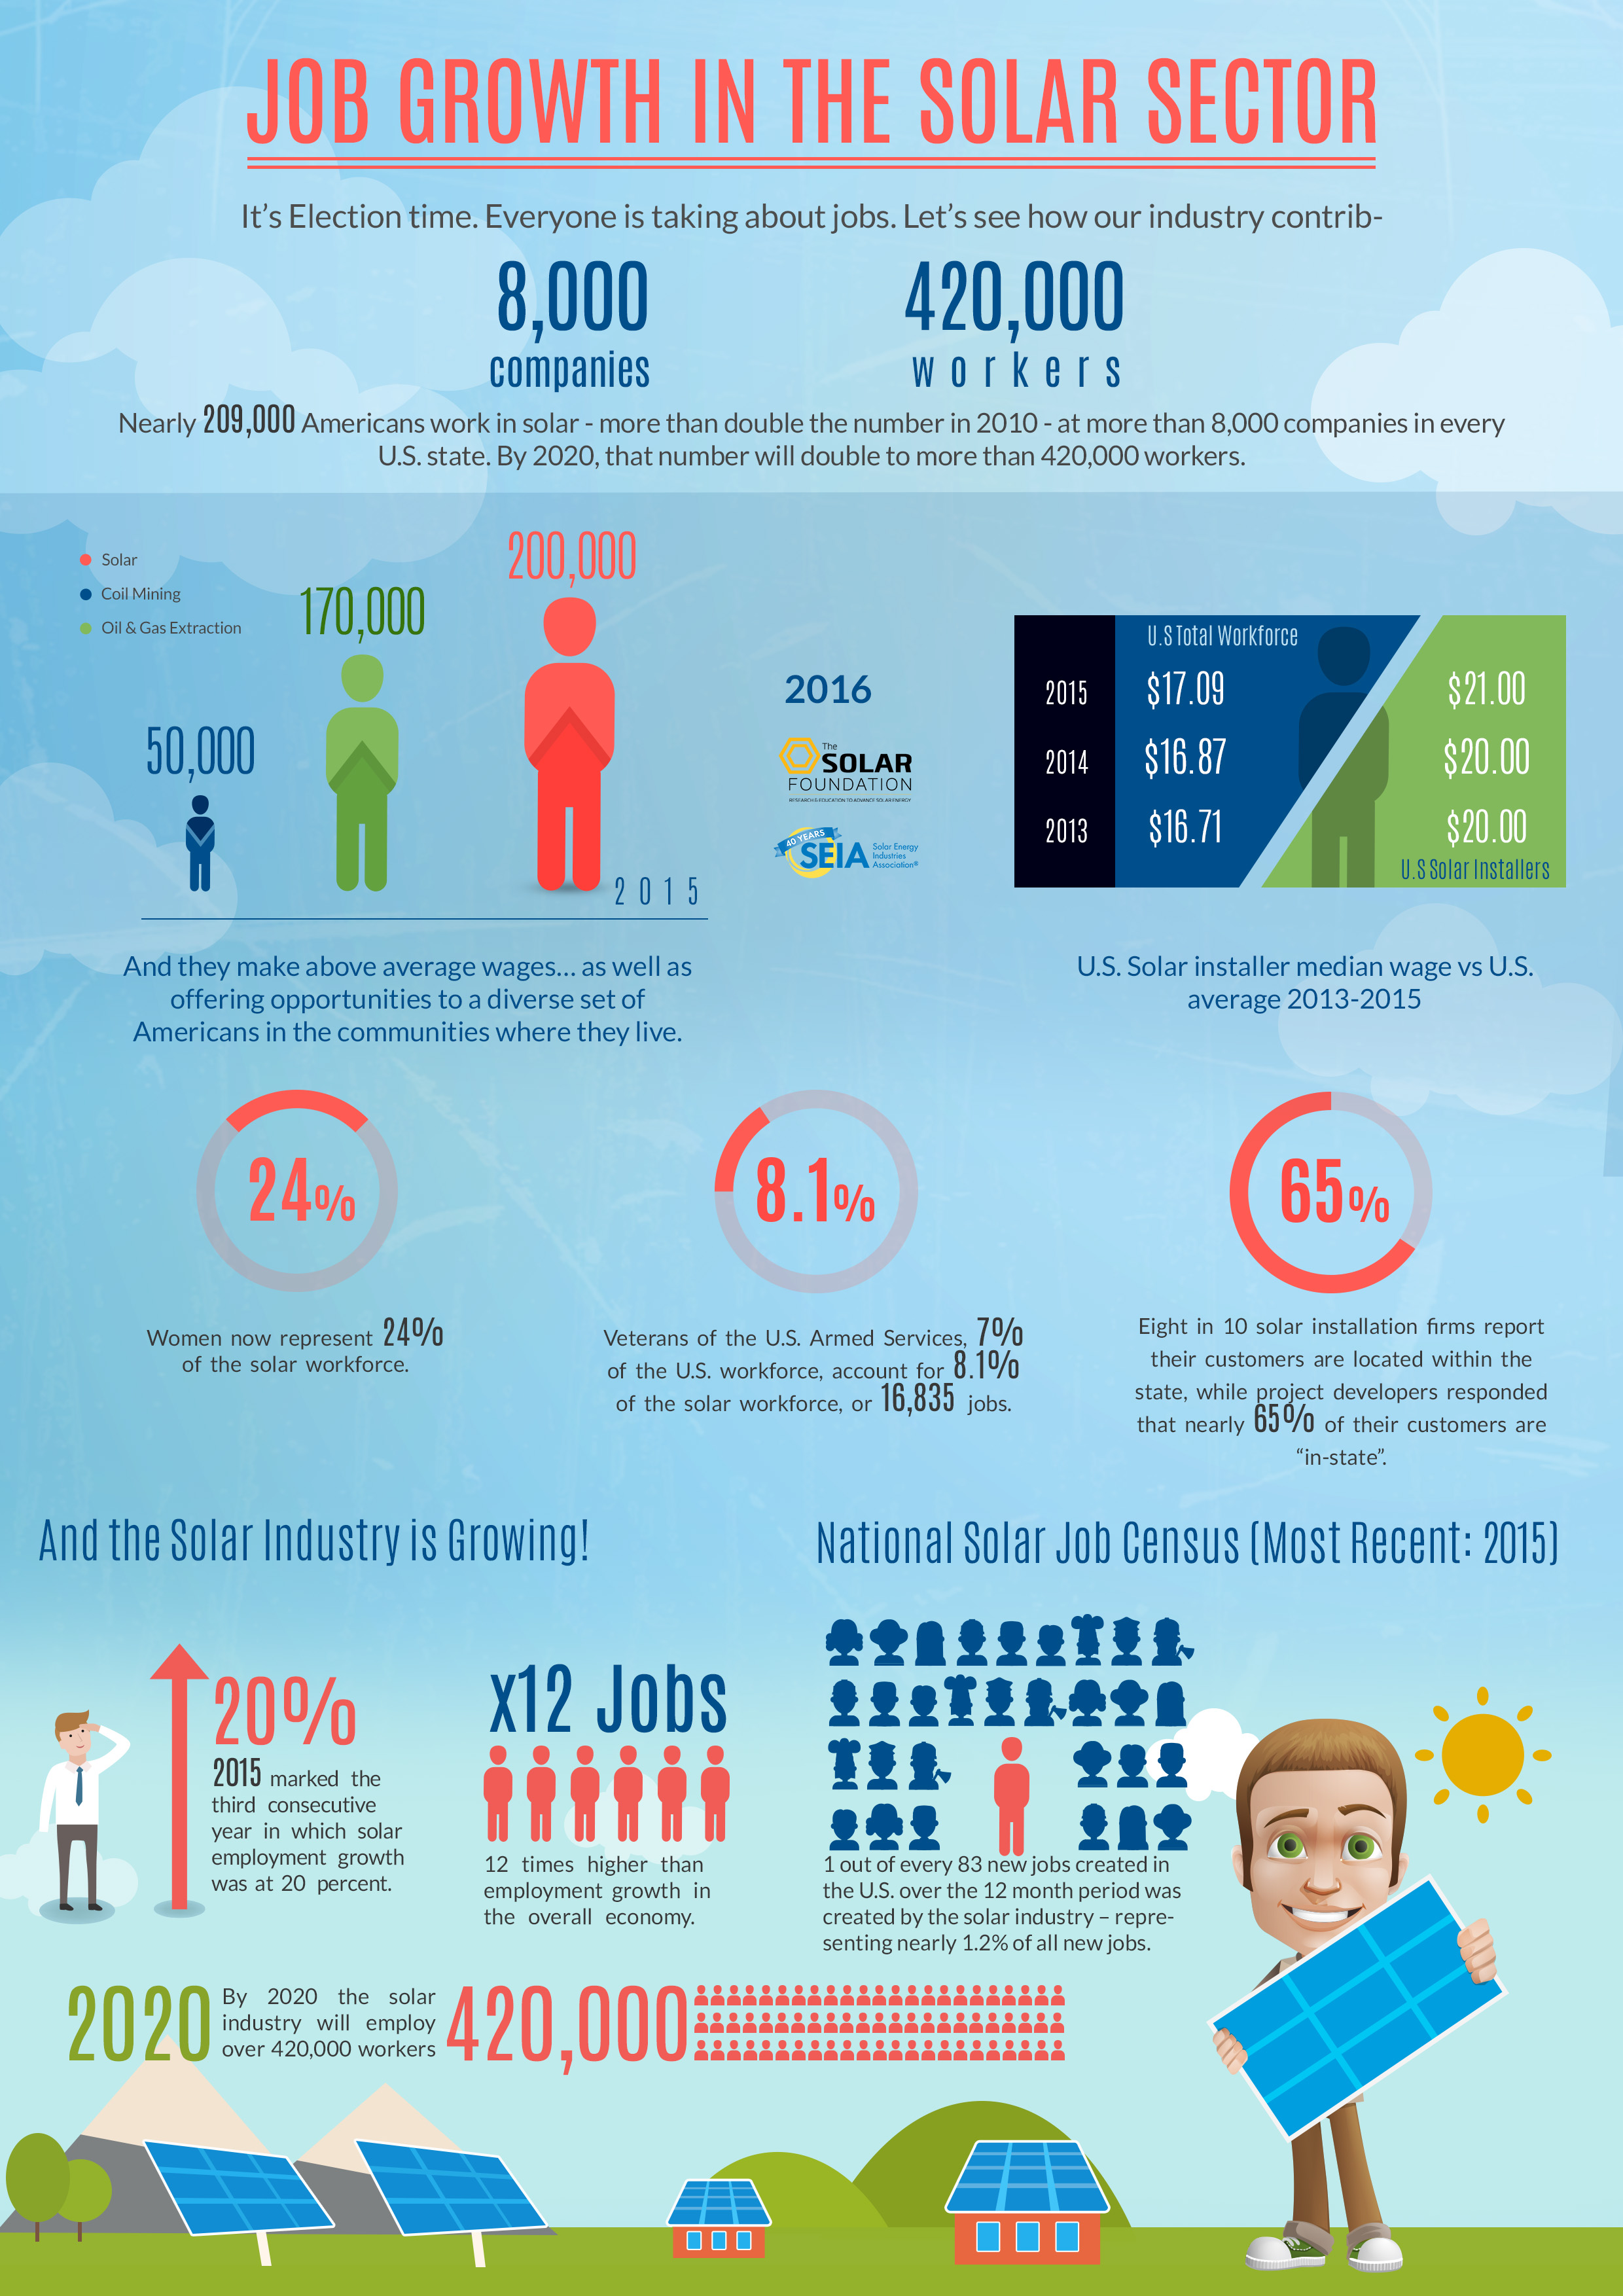 JOB GROWTH IN THE SOLAR SECTOR
It's Election time. Everyone is taking about jobs. Let's see how our industry contrib-
8,000
companies
420,000
workers
Nearly 209,000 Americans work in solar - more than double the number in 2010 - at more than 8,000 companies in every
U.S. state. By 2020, that number will double to more than 420,000 workers.
Solar
Coil Mining
Oil & Gas Extraction
50,000
170,000
200,000
2015
2016
The
SOLAR
FOUNDATION
RESEARCH & EDUCATION TO ADVANCE SOLAR ENERGY
40 YEARS
SEIA
Solar Energy
Industries
Association®
U.S Total Workforce
2015 $17.09 $21.00
2014 $16.87 $20.00
2013 $16.71 $20.00
U.S Solar Installers
And they make above average wages... as well as
offering opportunities to a diverse set of
Americans in the communities where they live.
U.S. Solar installer median wage vs U.S.
average 2013-2015
24%
Women now represent 24%
of the solar workforce.
8.1%
Veterans of the U.S. Armed Services, 7%
of the U.S. workforce, account for 8.1%
of the solar workforce, or 16,835 jobs.
65%
Eight in 10 solar installation firms report
their customers are located within the
state, while project developers responded
that nearly 65% of their customers are
“in-state”.
And the Solar Industry is Growing!
20%
2015 marked the
third consecutive
year in which solar
employment growth
was at 20 percent.
x12 Jobs
12 times higher than
employment growth in
the overall economy.
National Solar Job Census (Most Recent: 2015)
1 out of every 83 new jobs created in
the U.S. over the 12 month period was
created by the solar industry – repre-
senting nearly 1.2% of all new jobs.
2020
By 2020 the solar
industry will employ
over 420,000 workers
420,000